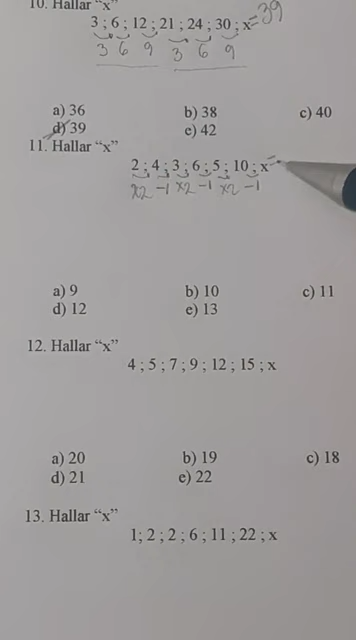 10. Hallar “x”
3 ; 6 ; 12 ; 21 ; 24 ; 30 ; x = 39
3 6 9 3 6 9
a) 36 b) 38 c) 40
d) 39 e) 42
11. Hallar “x”
2 ; 4 ; 3 ; 6 ; 5 ; 10 ; x =
x2 -1 x2 -1 x2 -1
a) 9 b) 10 c) 11
d) 12 e) 13
12. Hallar “x”
4 ; 5 ; 7 ; 9 ; 12 ; 15 ; x
a) 20 b) 19 c) 18
d) 21 e) 22
13. Hallar “x”
1; 2 ; 2 ; 6 ; 11 ; 22 ; x